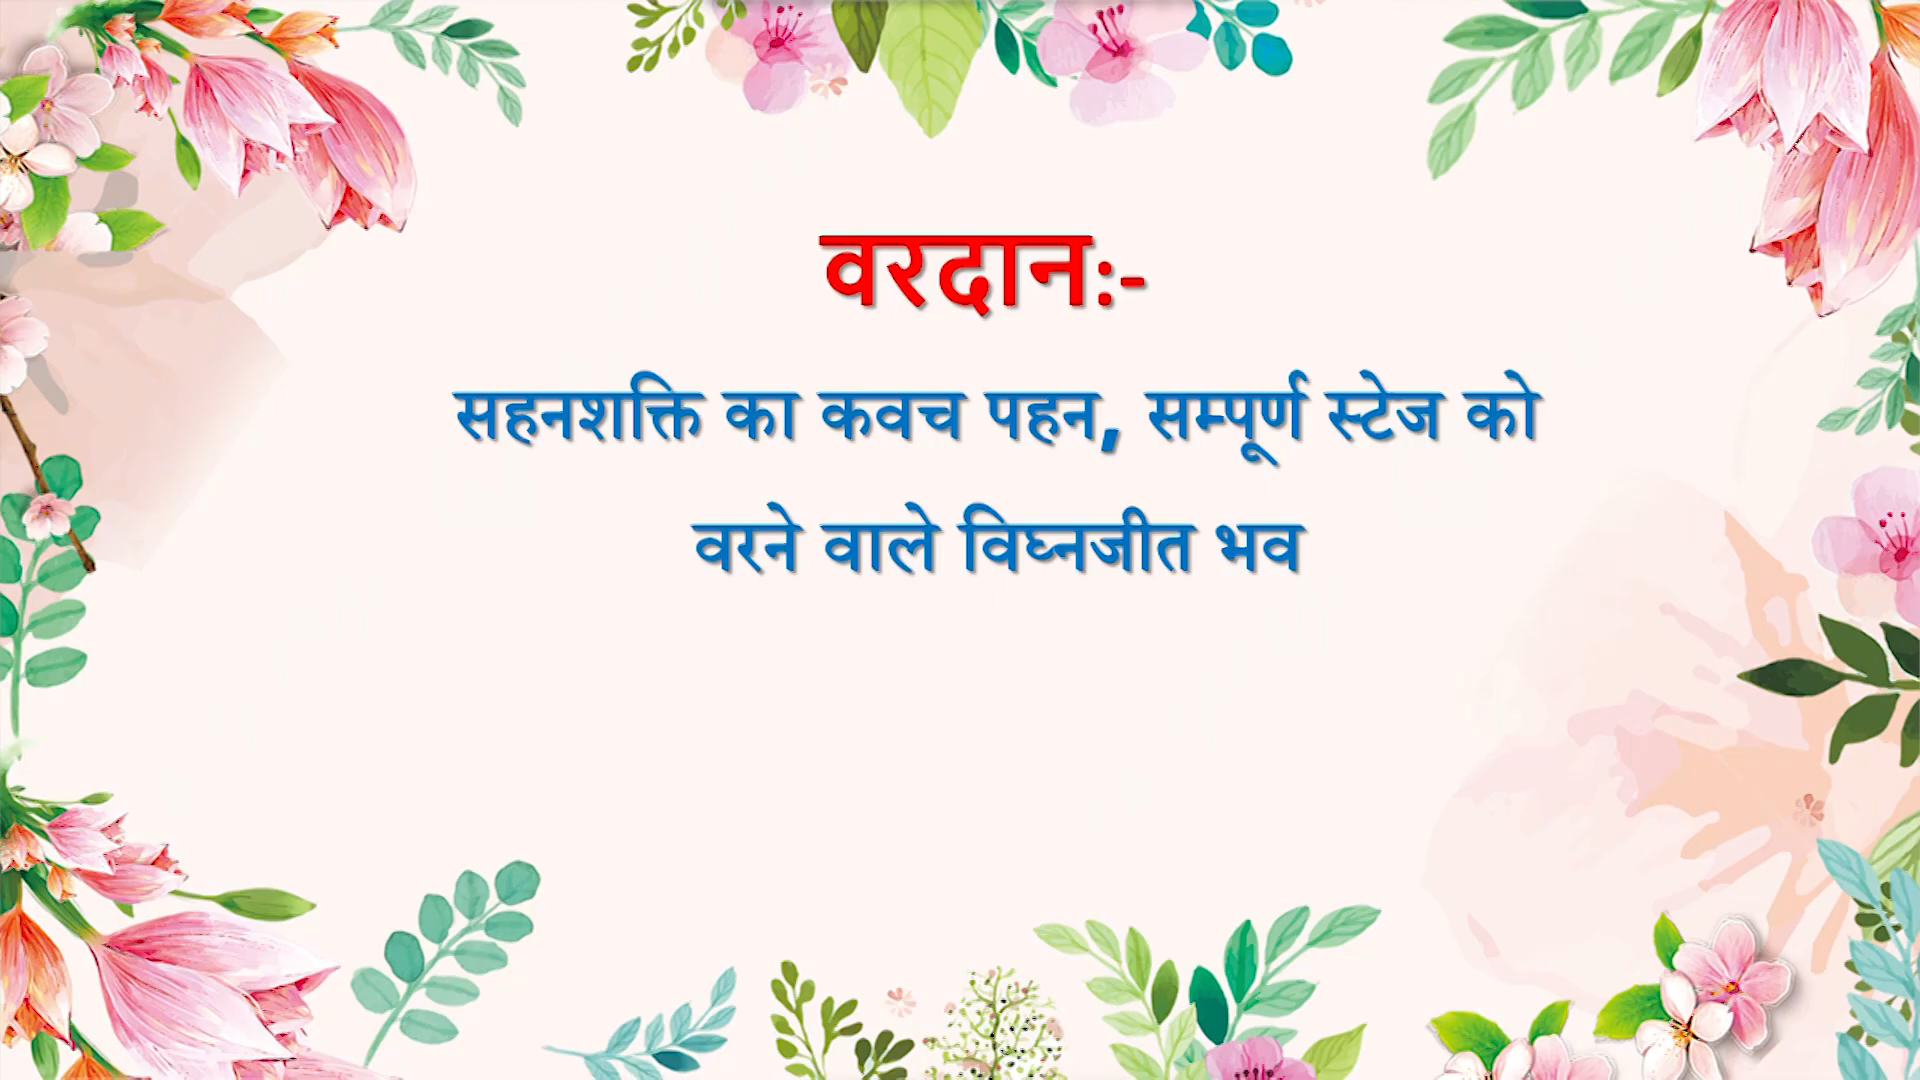 वरदानः-
सहनशक्ति का कवच पहन, सम्पूर्ण स्टेज को
वरने वाले विघ्नजीत भव